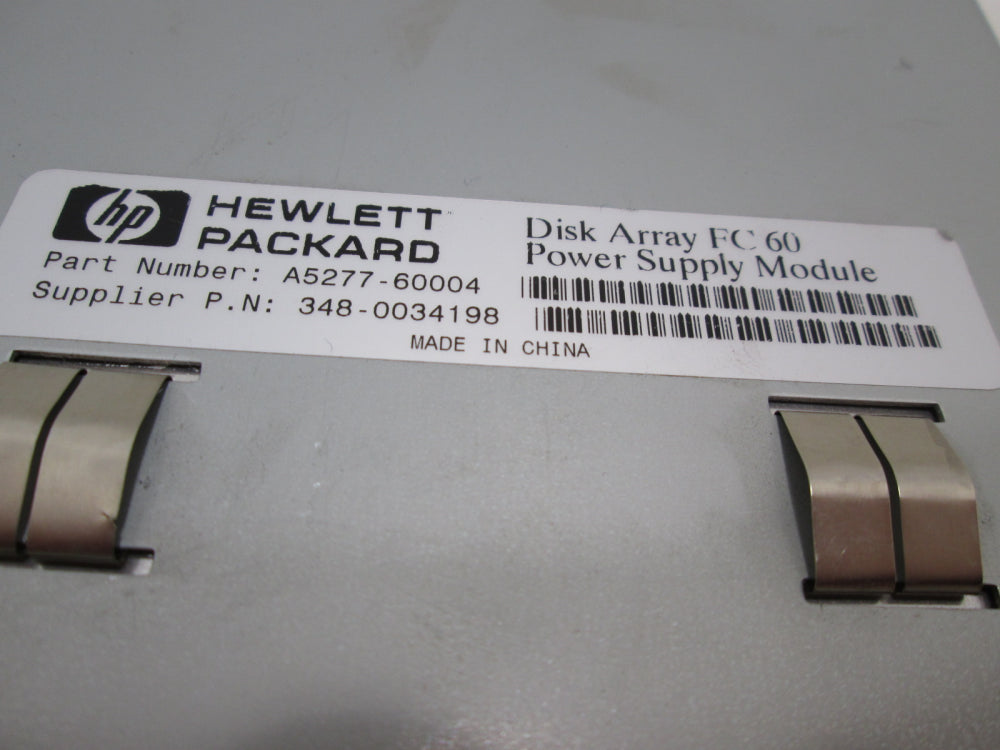 hp HEWLETT
PACKARD
Part Number: A5277-60004
Supplier P.N: 348-0034198
Disk Array FC 60
Power Supply Module
MADE IN CHINA